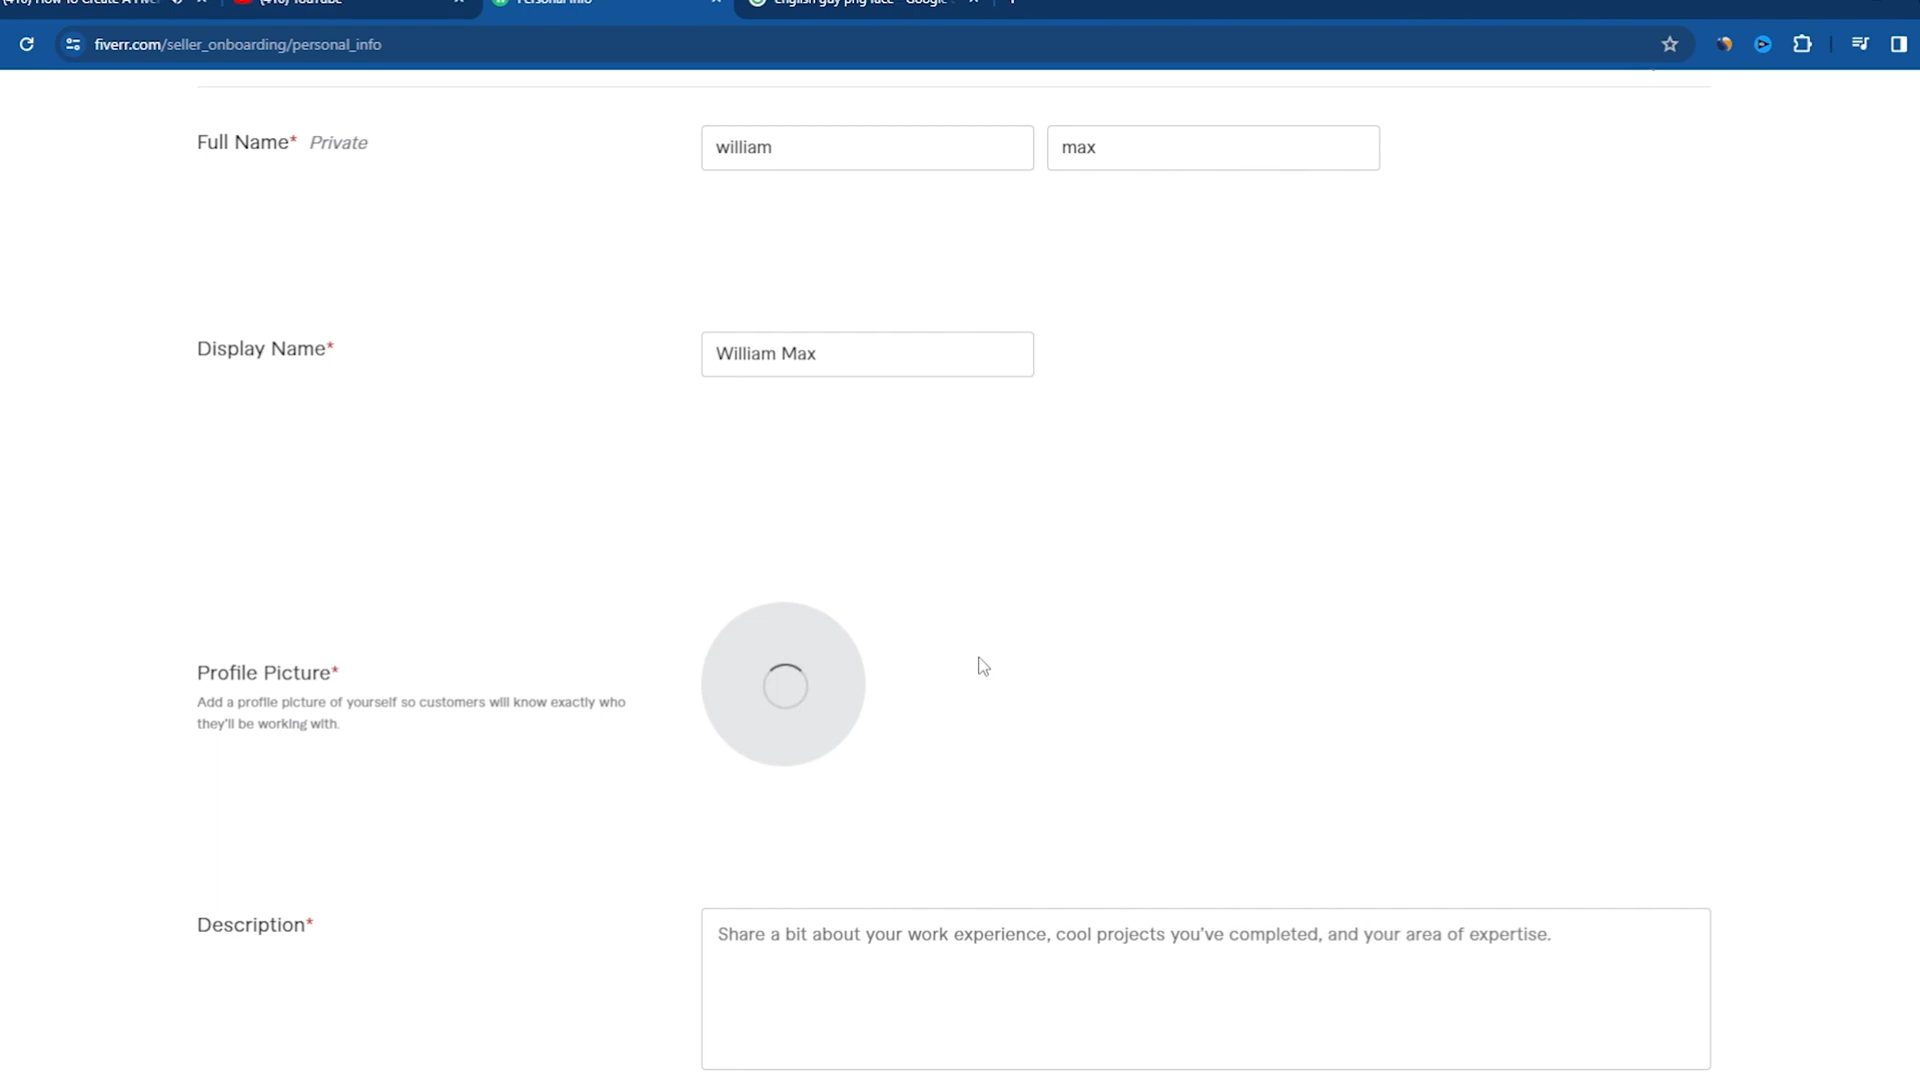 fiverr.com/seller_onboarding/personal_info
Full Name* Private
william
max
Display Name*
William Max
Profile Picture*
Add a profile picture of yourself so customers will know exactly who
they'll be working with.
Description*
Share a bit about your work experience, cool projects you've completed, and your area of expertise.